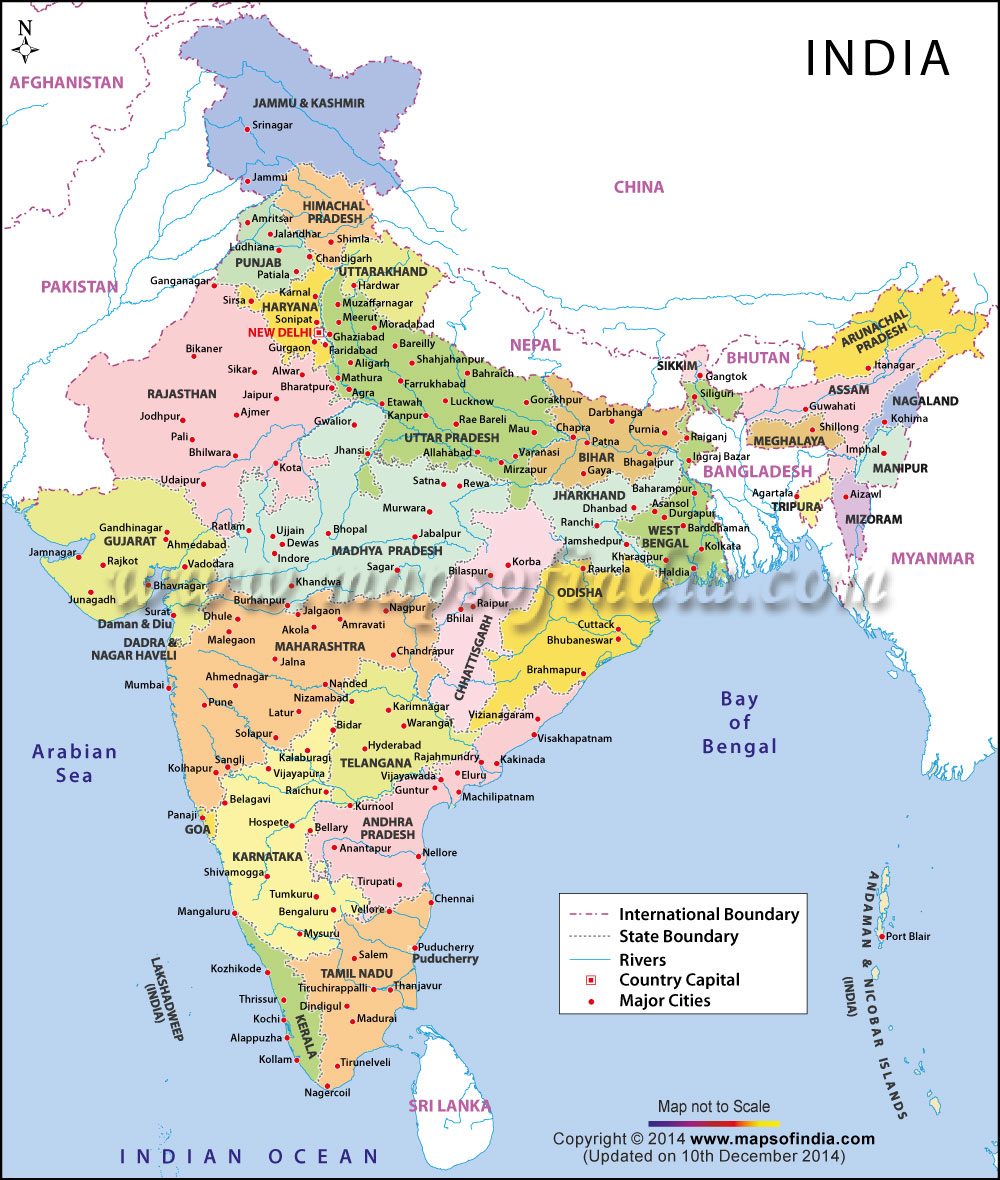 INDIA
N
AFGHANISTAN
JAMMU & KASHMIR
Srinagar
Jammu
CHINA
HIMACHAL
PRADESH
Amritsar
Jalandhar
Shimla
Ludhiana
PUNJAB
Chandigarh
Patiala
UTTARAKHAND
Hardwar
PAKISTAN
Ganganagar
Karnal
Sirsa
HARYANA
Muzaffarnagar
Sonipat
Meerut
NEW DELHI
Moradabad
Ghaziabad
Gurgaon
Faridabad
Bareilly
NEPAL
Bikaner
Aligarh
Shahjahanpur
SIKKIM
BHUTAN
ARUNACHAL
PRADESH
Itanagar
Sikar
Alwar
Mathura
Bahraich
Gangtok
RAJASTHAN
Bharatpur
Farrukhabad
Agra
Siliguri
ASSAM
Jaipur
Etawah
Lucknow
Gorakhpur
Guwahati
NAGALAND
Jodhpur
Ajmer
Kanpur
Darbhanga
Kohima
Gwalior
Rae Bareli
Mau
Chapra
Purnia
Shillong
Pali
UTTAR PRADESH
Patna
Raiganj
MEGHALAYA
Jhansi
Allahabad
Varanasi
BIHAR
Ingraj Bazar
Imphal
Bhilwara
Kota
Mirzapur
Gaya
Bhagalpur
BANGLADESH
MANIPUR
Udaipur
Satna
Rewa
Baharampur
Agartala
Aizawl
JHARKHAND
Dhanbad
Asansol
TRIPURA
Murwara
Durgapur
Gandhinagar
Ratlam
Ujjain
Bhopal
Ranchi
WEST
BENGAL
Barddhaman
MIZORAM
GUJARAT
Ahmedabad
Dewas
Jabalpur
Jamshedpur
Kolkata
Jamnagar
Indore
MADHYA PRADESH
Kharagpur
MYANMAR
Rajkot
Vadodara
Sagar
Korba
Raurkela
Haldia
Bilaspur
www.mapsofindia.com
Bhavnagar
Khandwa
ODISHA
Junagadh
Burhanpur
Surat
Dhule
Jalgaon
Nagpur
Raipur
Daman & Diu
Akola
Amravati
Bhilai
Cuttack
Malegaon
Bhubaneswar
DADRA &
NAGAR HAVELI
MAHARASHTRA
Chandrapur
CHHATTISGARH
Jalna
Brahmapur
Mumbai
Ahmednagar
Nanded
Nizamabad
Pune
Karimnagar
Bay
of
Bengal
Latur
Vizianagaram
Bidar
Warangal
Solapur
Visakhapatnam
Arabian
Sea
Hyderabad
Kalaburagi
Rajahmundry
Kakinada
Sangli
TELANGANA
Kolhapur
Vijayapura
Vijayawada
Eluru
Raichur
Guntur
Machilipatnam
Belagavi
Kurnool
Panaji
GOA
Hospete
Bellary
ANDHRA
PRADESH
Anantapur
Nellore
KARNATAKA
Shivamogga
Tirupati
Tumkuru
Chennai
Mangaluru
Bengaluru
Vellore
Mysuru
Puducherry
Puducherry
Salem
Kozhikode
TAMIL NADU
LAKSHADWEEP
(INDIA)
Tiruchirappalli
Thanjavur
Thrissur
Dindigul
KERALA
Kochi
Madurai
Alappuzha
Kollam
Tirunelveli
Nagercoil
SRI LANKA
INDIAN OCEAN
ANDAMAN & NICOBAR ISLANDS
(INDIA)
Port Blair
International Boundary
State Boundary
Rivers
Country Capital
Major Cities
Map not to Scale
Copyright © 2014 www.mapsofindia.com
(Updated on 10th December 2014)